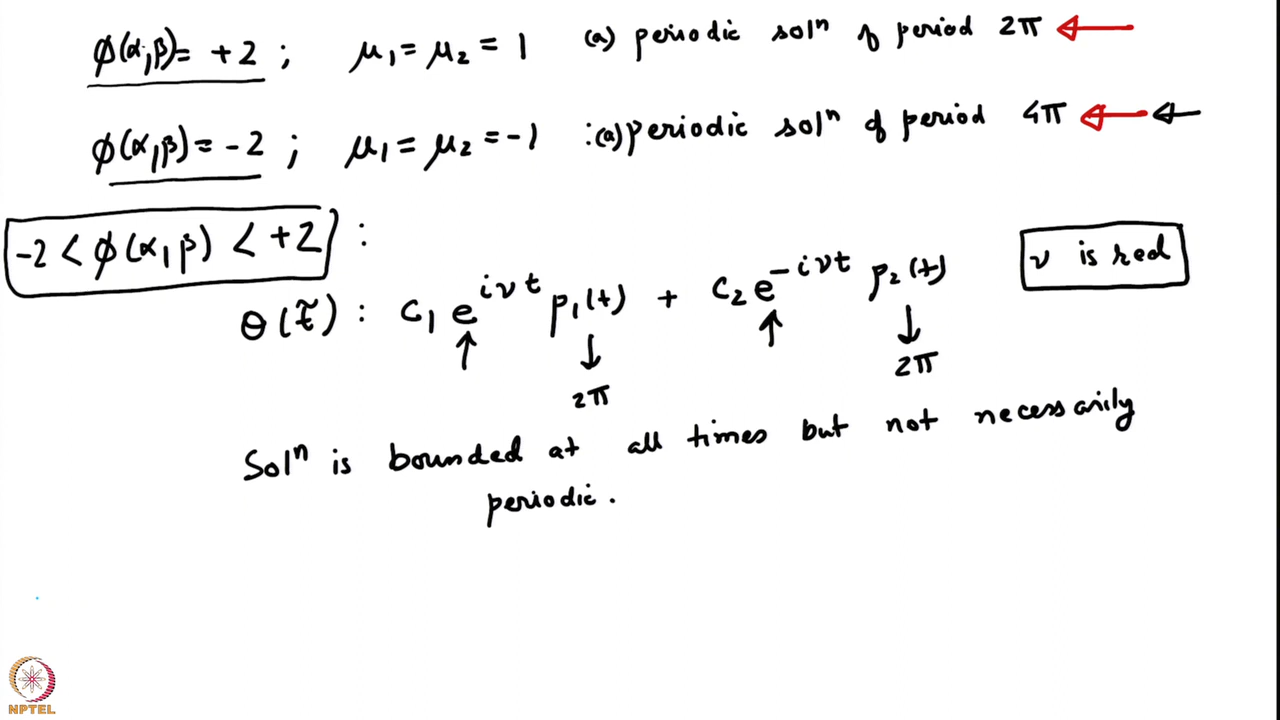 ϕ(α,β)= +2 ; μ₁ = μ₂ = 1 (a) periodic solⁿ of period 2π
ϕ(α,β) = -2 ; μ₁ = μ₂ = -1 :(a) periodic solⁿ of period 4π
-2 < ϕ(α,β) < +2 :
ν is real
θ(t̃) : c₁ e^{iνt} p₁(t) + c₂ e^{-iνt} p₂(t)
2π 2π
Solⁿ is bounded at all times but not necessarily
periodic.
NPTEL